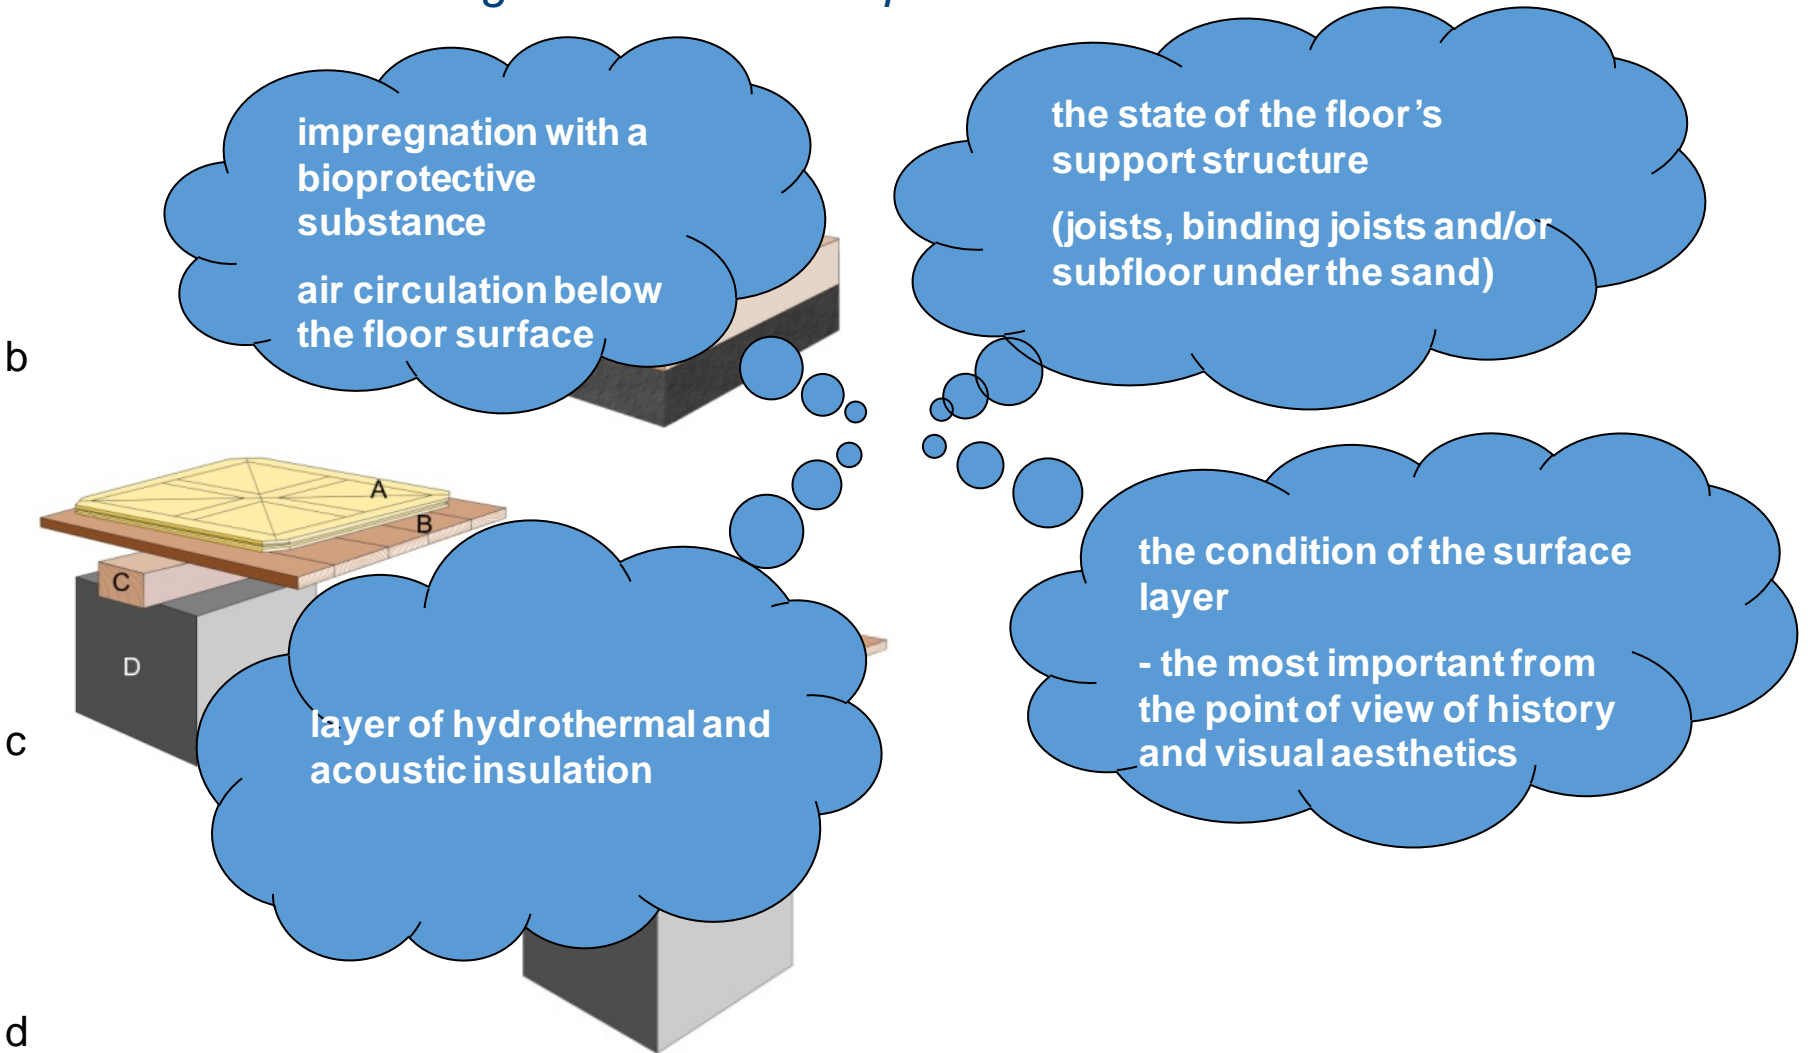 impregnation with a
bioprotective
substance
air circulation below
the floor surface
the state of the floor's
support structure
(joists, binding joists and/or
subfloor under the sand)
b
A
B
C
D
layer of hydrothermal and
acoustic insulation
c
the condition of the surface
layer
- the most important from
the point of view of history
and visual aesthetics
d